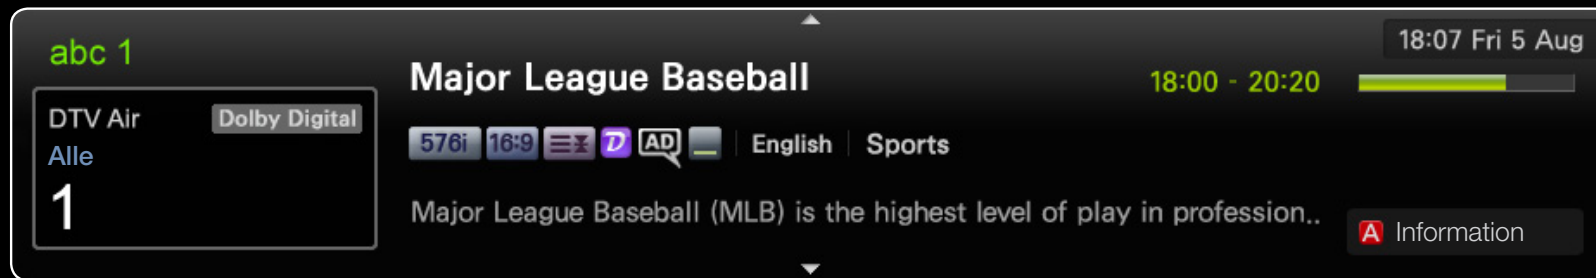 abc 1
DTV Air Dolby Digital
Alle
1
Major League Baseball 18:00 - 20:20
576i 16:9 D AD English Sports
Major League Baseball (MLB) is the highest level of play in profession..
18:07 Fri 5 Aug
A Information